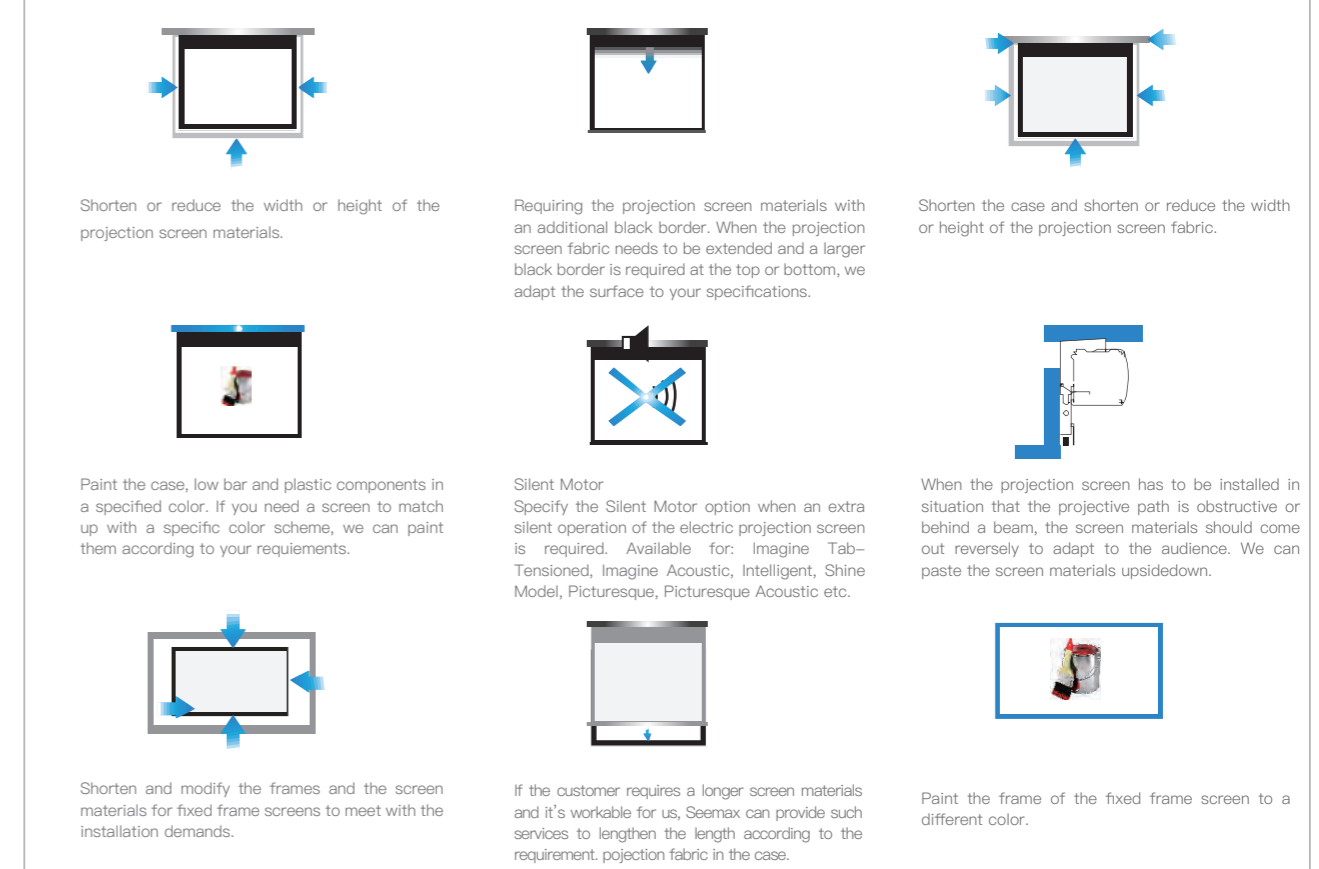 Shorten or reduce the width or height of the
projection screen materials.
Requiring the projection screen materials with
an additional black border. When the projection
screen fabric needs to be extended and a larger
black border is required at the top or bottom, we
adapt the surface to your specifications.
Shorten the case and shorten or reduce the width
or height of the projection screen fabric.
Paint the case, low bar and plastic components in
a specified color. If you need a screen to match
up with a specific color scheme, we can paint
them according to your requiements.
Silent Motor
Specify the Silent Motor option when an extra
silent operation of the electric projection screen
is required. Available for: Imagine Tab-
Tensioned, Imagine Acoustic, Intelligent, Shine
Model, Picturesque, Picturesque Acoustic etc.
When the projection screen has to be installed in
situation that the projective path is obstructive or
behind a beam, the screen materials should come
out reversely to adapt to the audience. We can
paste the screen materials upsidedown.
Shorten and modify the frames and the screen
materials for fixed frame screens to meet with the
installation demands.
If the customer requires a longer screen materials
and it's workable for us, Seemax can provide such
services to lengthen the length according to the
requirement. pojection fabric in the case.
Paint the frame of the fixed frame screen to a
different color.